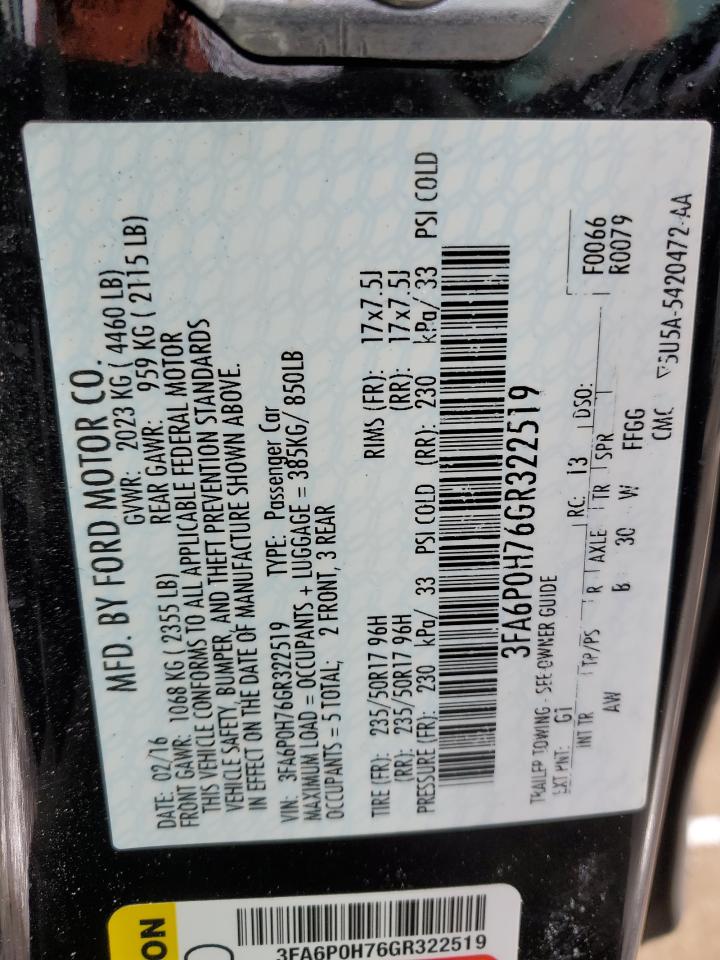 MFD. BY FORD MOTOR CO.
DATE: 02/16 GVWR: 2023 KG ( 4460 LB)
FRONT GAWR: 1068 KG (2355 LB) REAR GAWR: 959 KG ( 2115 LB)
THIS VEHICLE CONFORMS TO ALL APPLICABLE FEDERAL MOTOR
VEHICLE SAFETY, BUMPER, AND THEFT PREVENTION STANDARDS
IN EFFECT ON THE DATE OF MANUFACTURE SHOWN ABOVE.
VIN: 3FA6P0H76GR322519 TYPE: Passenger Car
MAXIMUM LOAD = OCCUPANTS + LUGGAGE = 385KG/ 850LB
OCCUPANTS = 5 TOTAL; 2 FRONT, 3 REAR
TIRE (FR): 235/50R17 96H RIMS (FR): 17x7.5J
(RR): 235/50R17 96H (RR): 17x7.5J
PRESSURE (FR): 230 kPa/ 33 PSI COLD (RR): 230 kPa/ 33 PSI COLD
3FA6P0H76GR322519
TRAILER TOWING - SEE OWNER GUIDE F0066
EXT PNT: G1 RC: 13 DSO: R0079
INT TR TP/PS R AXLE TR SPR
AW B 30 W FFGG
CMC 5U5A-5420472-AA
ON
3FA6P0H76GR322519